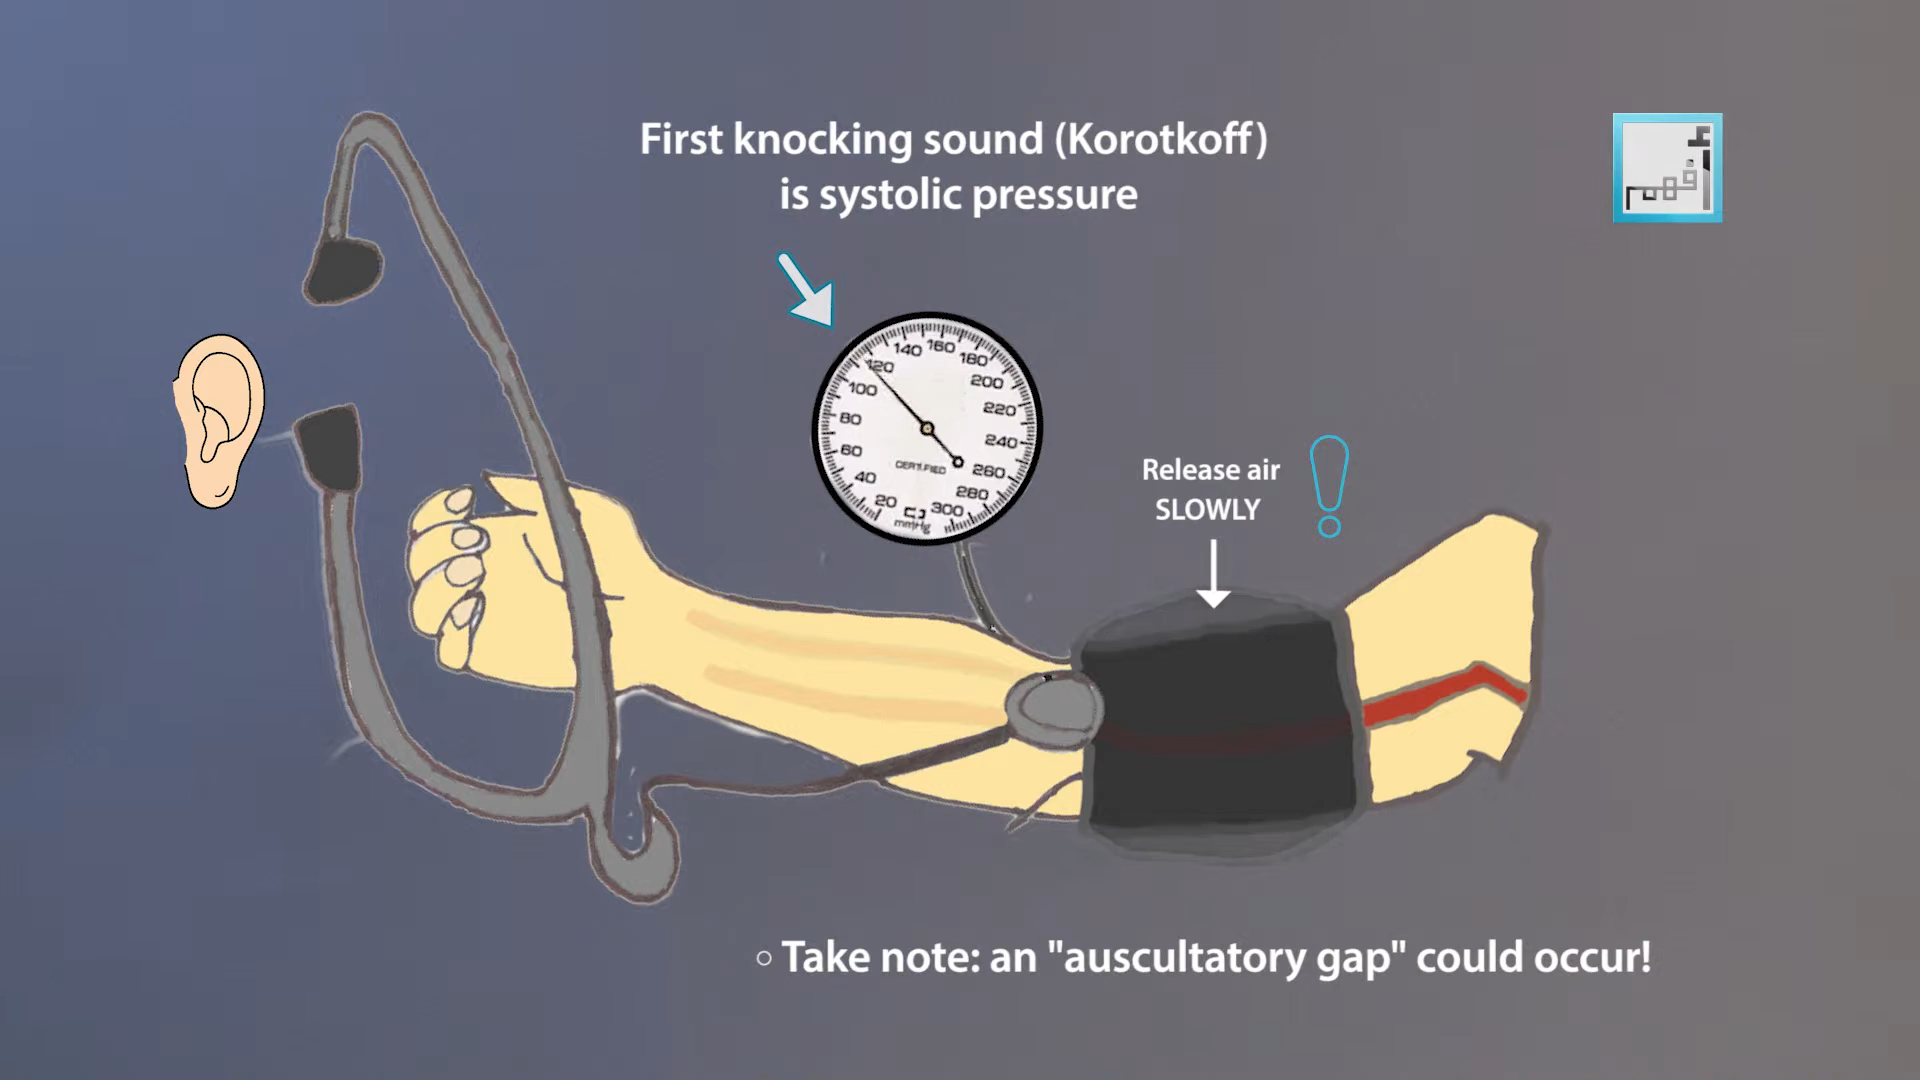 First knocking sound (Korotkoff)
is systolic pressure
140 160 180
120 200
100 220
80 240
60 260
40 280
20 300
CERTIFIED
mmHg
Release air
SLOWLY
Take note: an "auscultatory gap" could occur!